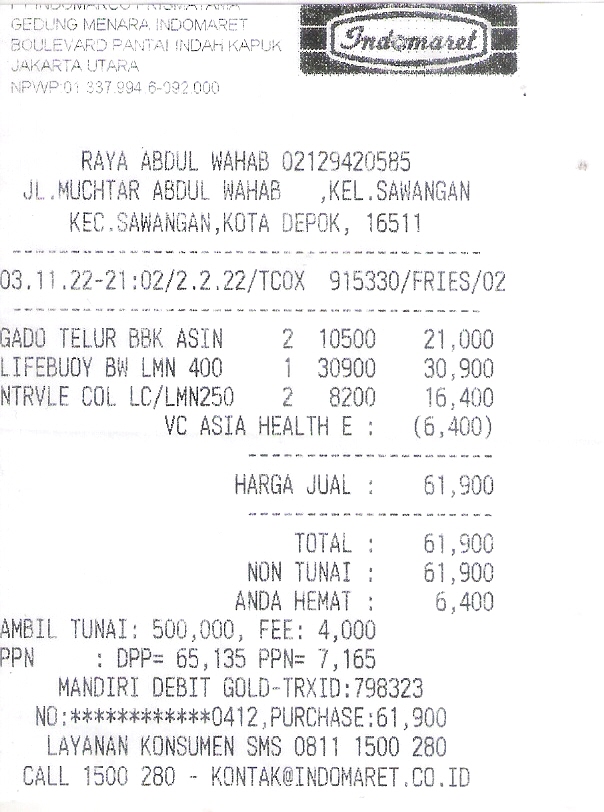 PT INDOMARCO PRISMATAMA
GEDUNG MENARA INDOMARET
BOULEVARD PANTAI INDAH KAPUK
JAKARTA UTARA
NPWP:01.337.994.6-092.000
Indomaret
RAYA ABDUL WAHAB 02129420585
JL.MUCHTAR ABDUL WAHAB ,KEL.SAWANGAN
KEC.SAWANGAN,KOTA DEPOK, 16511
03.11.22-21:02/2.2.22/TCOX 915330/FRIES/02
GADO TELUR BBK ASIN 2 10500 21,000
LIFEBUOY BW LMN 400 1 30900 30,900
NTRVLE COL LC/LMN250 2 8200 16,400
VC ASIA HEALTH E : (6,400)
HARGA JUAL : 61,900
TOTAL : 61,900
NON TUNAI : 61,900
ANDA HEMAT : 6,400
AMBIL TUNAI: 500,000, FEE: 4,000
PPN : DPP= 65,135 PPN= 7,165
MANDIRI DEBIT GOLD-TRXID:798323
NO:************0412,PURCHASE:61,900
LAYANAN KONSUMEN SMS 0811 1500 280
CALL 1500 280 - KONTAK@INDOMARET.CO.ID